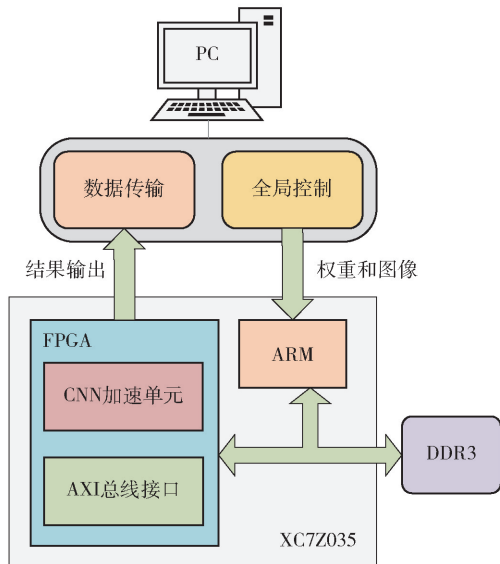 PC
数据传输
全局控制
结果输出
权重和图像
FPGA
ARM
CNN加速单元
AXI总线接口
DDR3
XC7Z035